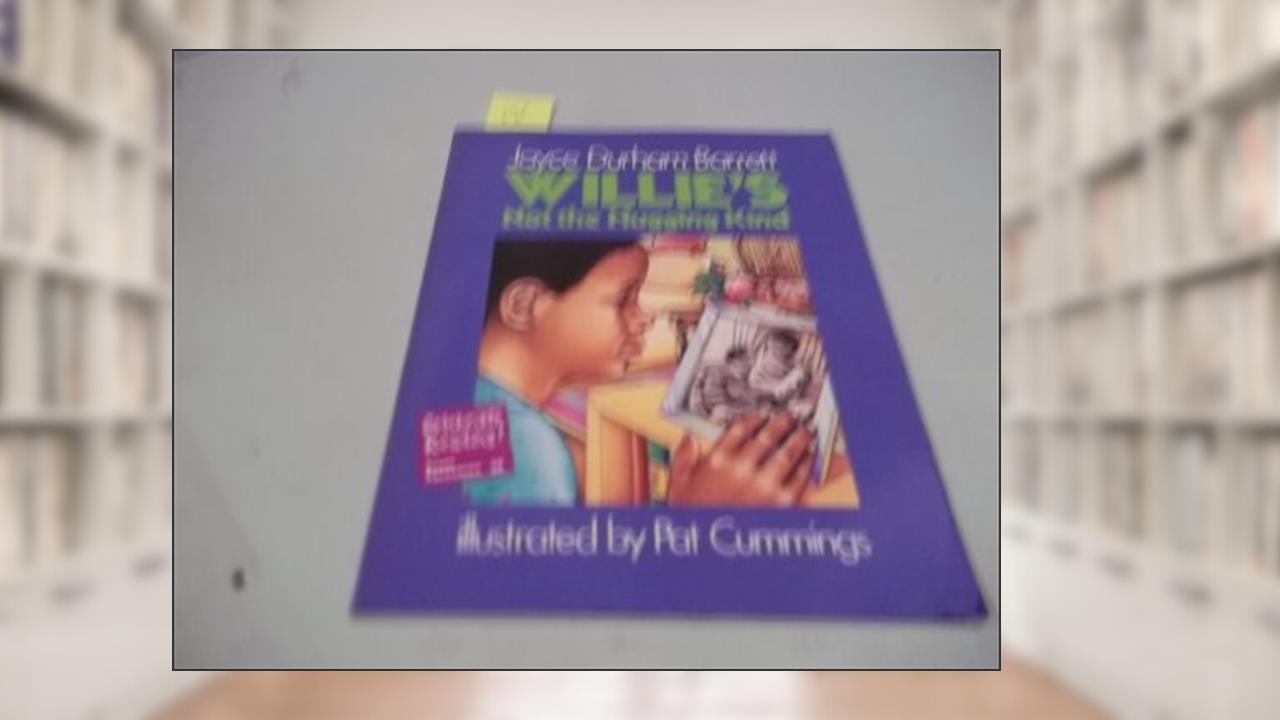 Joyce Durham Barrett
WILLIE'S
Not the Hugging Kind
illustrated by Pat Cummings